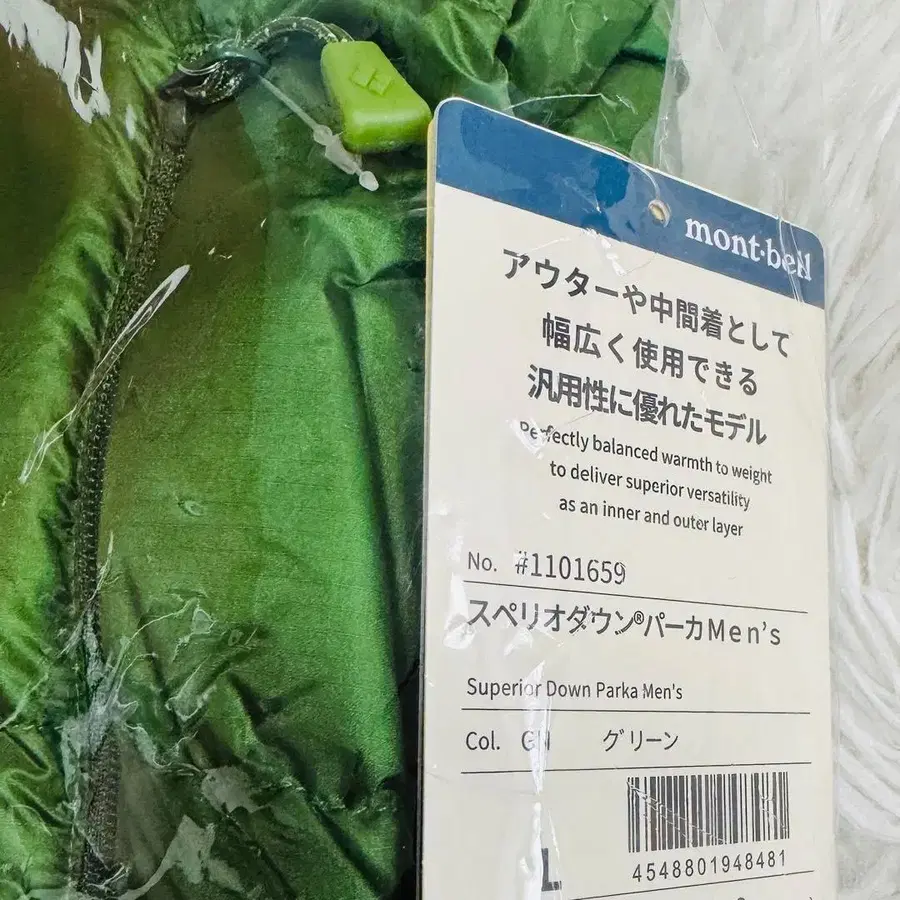 mont·bell
アウターや中間着として
幅広く使用できる
汎用性に優れたモデル
Perfectly balanced warmth to weight
to deliver superior versatility
as an inner and outer layer
No. #1101659
スペリオダウン®パーカMen's
Superior Down Parka Men's
Col. GN グリーン
4548801948481
L